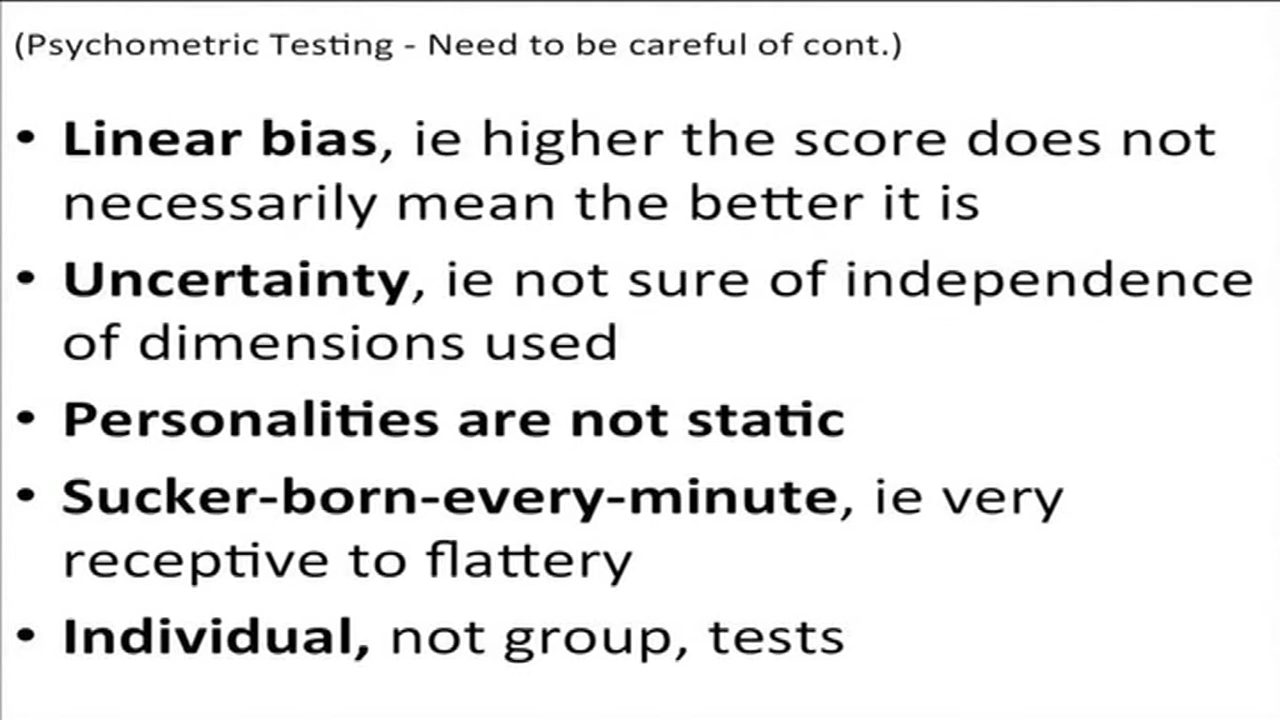 (Psychometric Testing - Need to be careful of cont.)
• Linear bias, ie higher the score does not
necessarily mean the better it is
• Uncertainty, ie not sure of independence
of dimensions used
• Personalities are not static
• Sucker-born-every-minute, ie very
receptive to flattery
• Individual, not group, tests